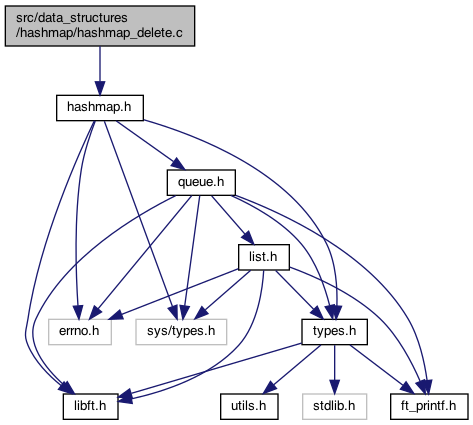 src/data_structures
/hashmap/hashmap_delete.c
hashmap.h
queue.h
list.h
errno.h
sys/types.h
types.h
libft.h
utils.h
stdlib.h
ft_printf.h